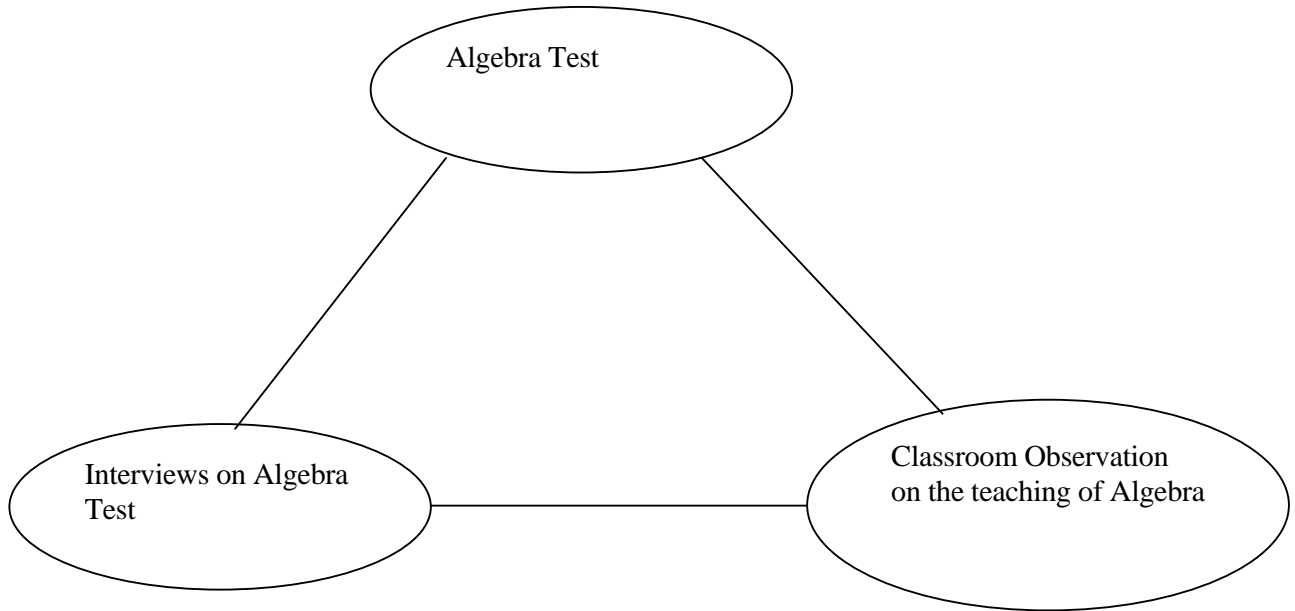 Algebra Test
Interviews on Algebra
Test
Classroom Observation
on the teaching of Algebra